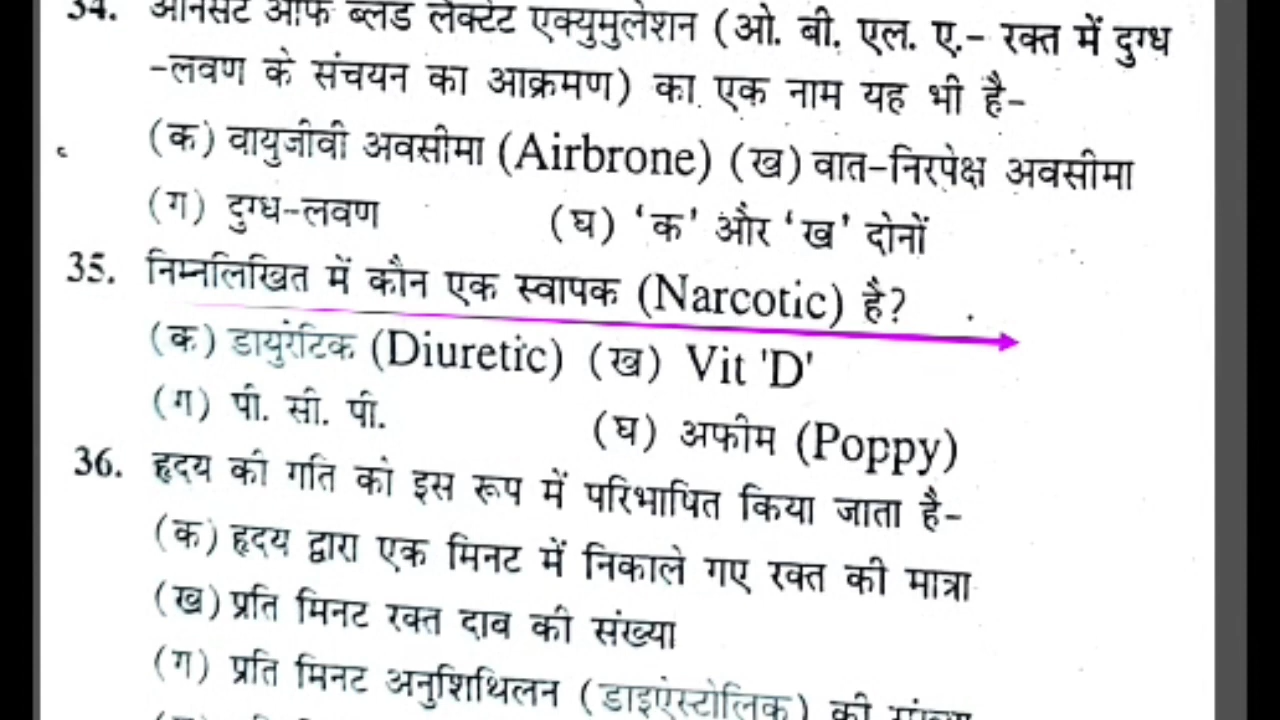 34. ऑनसेट ऑफ ब्लड लैक्टेट एक्युमुलेशन (ओ. बी. एल. ए.- रक्त में दुग्ध
-लवण के संचयन का आक्रमण) का एक नाम यह भी है-
(क) वायुजीवी अवसीमा (Airbrone) (ख) वात-निरपेक्ष अवसीमा
(ग) दुग्ध-लवण (घ) 'क' और 'ख' दोनों
35. निम्नलिखित में कौन एक स्वापक (Narcotic) है?
(क) डायुरेटिक (Diuretic) (ख) Vit 'D'
(ग) पी. सी. पी. (घ) अफीम (Poppy)
36. हृदय की गति को इस रूप में परिभाषित किया जाता है-
(क) हृदय द्वारा एक मिनट में निकाले गए रक्त की मात्रा
(ख) प्रति मिनट रक्त दाब की संख्या
(ग) प्रति मिनट अनुशिथिलन (डाइएस्टोलिक) की संख्या